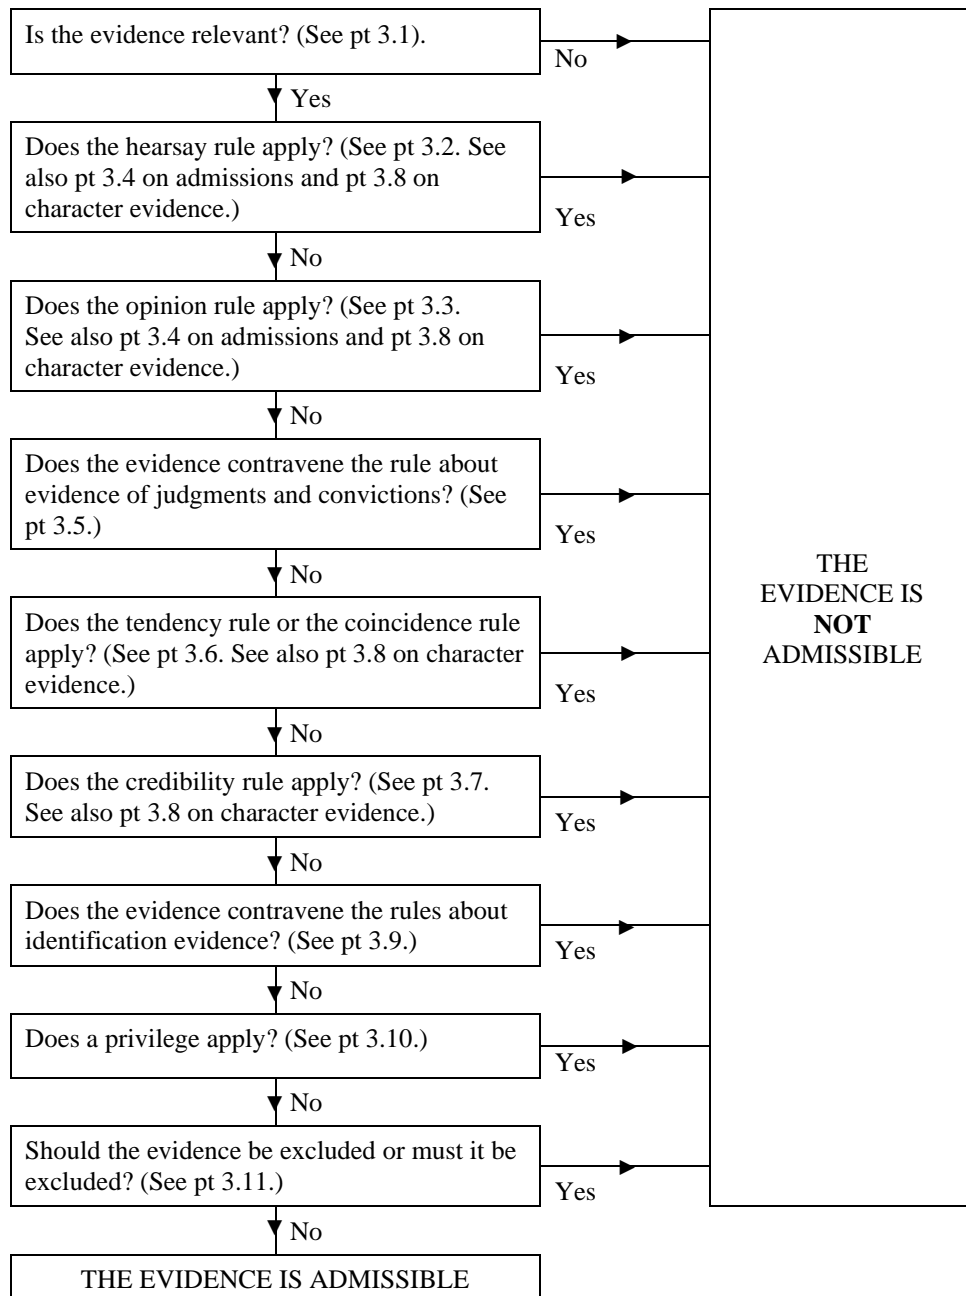 Is the evidence relevant? (See pt 3.1).
No
Yes
Does the hearsay rule apply? (See pt 3.2. See
also pt 3.4 on admissions and pt 3.8 on
character evidence.)
Yes
No
Does the opinion rule apply? (See pt 3.3.
See also pt 3.4 on admissions and pt 3.8 on
character evidence.)
Yes
No
Does the evidence contravene the rule about
evidence of judgments and convictions? (See
pt 3.5.)
Yes
No
THE
EVIDENCE IS
NOT
ADMISSIBLE
Does the tendency rule or the coincidence rule
apply? (See pt 3.6. See also pt 3.8 on character
evidence.)
Yes
No
Does the credibility rule apply? (See pt 3.7.
See also pt 3.8 on character evidence.)
Yes
No
Does the evidence contravene the rules about
identification evidence? (See pt 3.9.)
Yes
No
Does a privilege apply? (See pt 3.10.)
Yes
No
Should the evidence be excluded or must it be
excluded? (See pt 3.11.)
Yes
No
THE EVIDENCE IS ADMISSIBLE